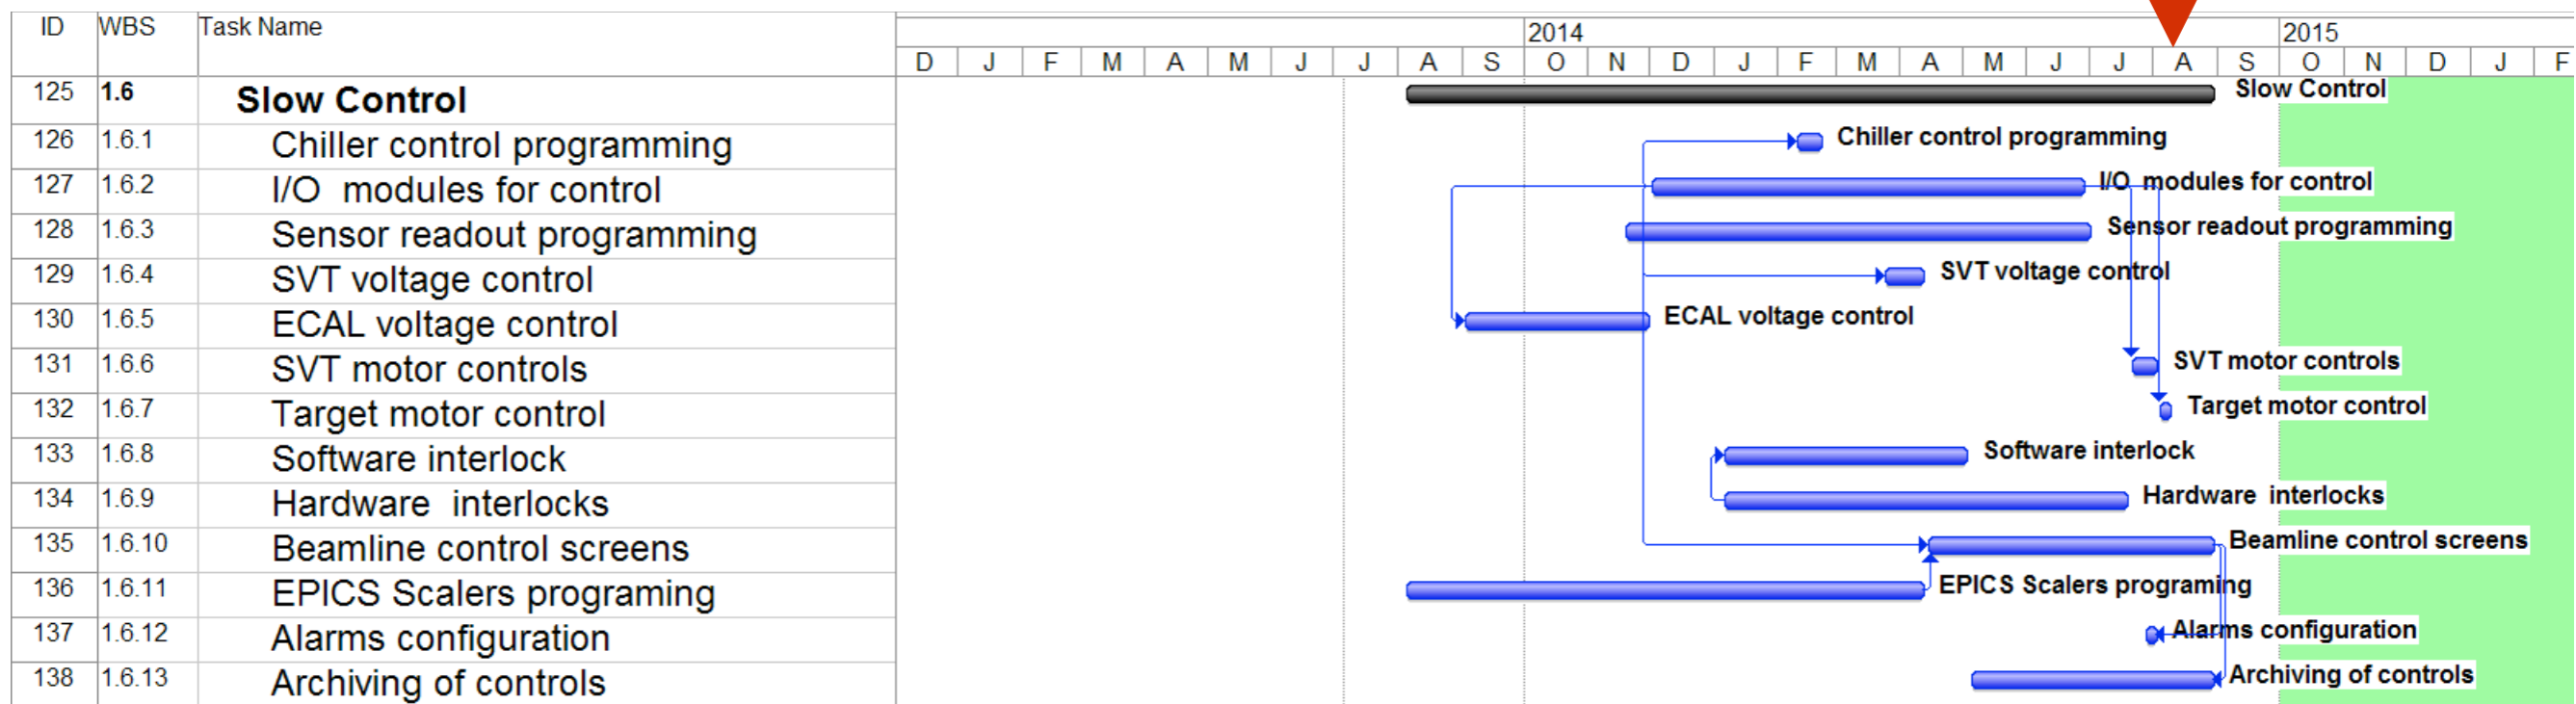 ID WBS Task Name 2014 2015
D J F M A M J J A S O N D J F M A M J J A S O N D J F
125 1.6 Slow Control Slow Control
126 1.6.1 Chiller control programming Chiller control programming
127 1.6.2 I/O modules for control I/O modules for control
128 1.6.3 Sensor readout programming Sensor readout programming
129 1.6.4 SVT voltage control SVT voltage control
130 1.6.5 ECAL voltage control ECAL voltage control
131 1.6.6 SVT motor controls SVT motor controls
132 1.6.7 Target motor control Target motor control
133 1.6.8 Software interlock Software interlock
134 1.6.9 Hardware interlocks Hardware interlocks
135 1.6.10 Beamline control screens Beamline control screens
136 1.6.11 EPICS Scalers programing EPICS Scalers programing
137 1.6.12 Alarms configuration Alarms configuration
138 1.6.13 Archiving of controls Archiving of controls